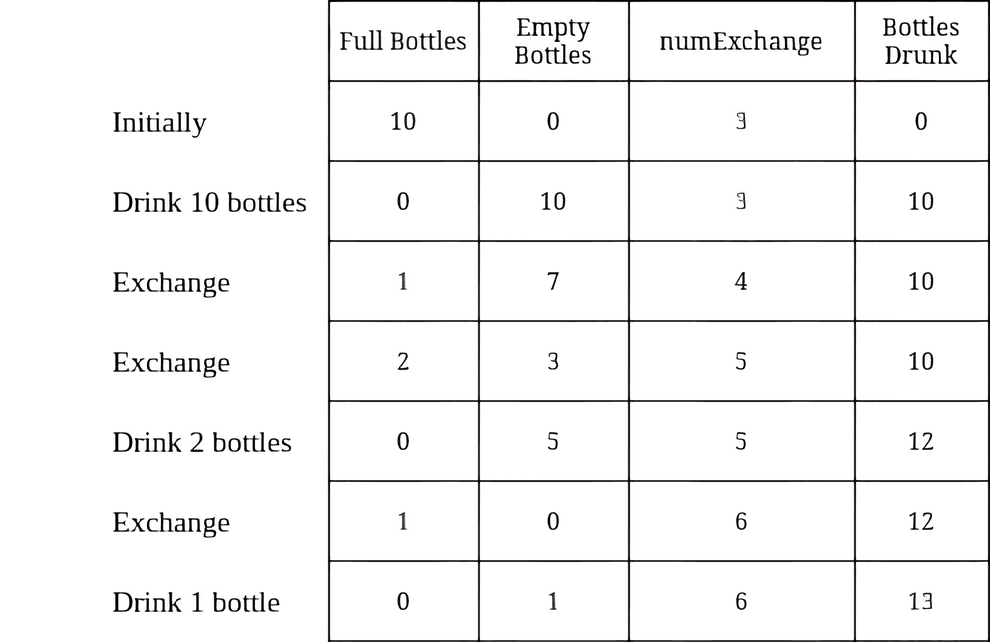 Full Bottles Empty Bottles numExchange Bottles Drunk
Initially 10 0 3 0
Drink 10 bottles 0 10 3 10
Exchange 1 7 4 10
Exchange 2 3 5 10
Drink 2 bottles 0 5 5 12
Exchange 1 0 6 12
Drink 1 bottle 0 1 6 13